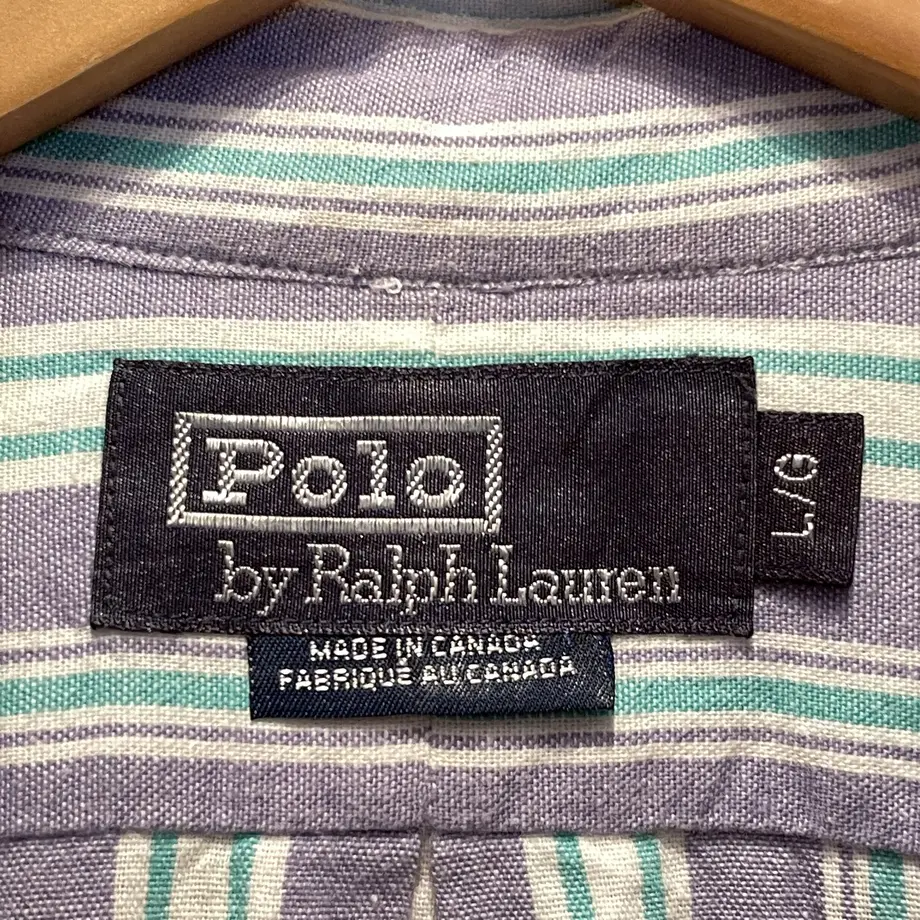 Polo
by Ralph Lauren
L/G
MADE IN CANADA
FABRIQUÉ AU CANADA